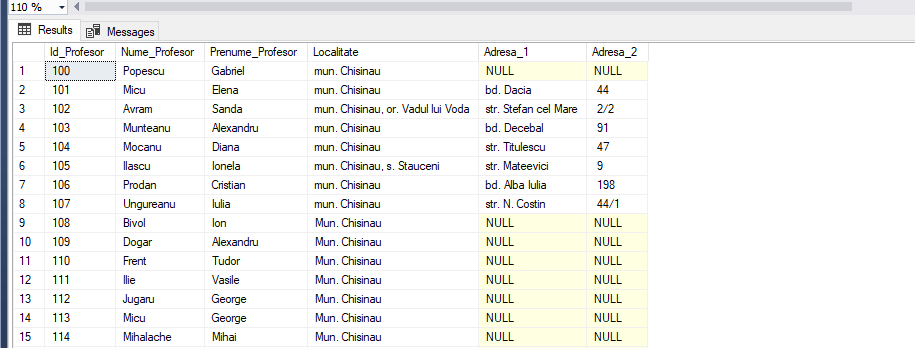 110 %
Results Messages
Id_Profesor Nume_Profesor Prenume_Profesor Localitate Adresa_1 Adresa_2
1 100 Popescu Gabriel mun. Chisinau NULL NULL
2 101 Micu Elena mun. Chisinau bd. Dacia 44
3 102 Avram Sanda mun. Chisinau, or. Vadul lui Voda str. Stefan cel Mare 2/2
4 103 Munteanu Alexandru mun. Chisinau bd. Decebal 91
5 104 Mocanu Diana mun. Chisinau str. Titulescu 47
6 105 Ilascu Ionela mun. Chisinau, s. Stauceni str. Mateevici 9
7 106 Prodan Cristian mun. Chisinau bd. Alba Iulia 198
8 107 Ungureanu Iulia mun. Chisinau str. N. Costin 44/1
9 108 Bivol Ion Mun. Chisinau NULL NULL
10 109 Dogar Alexandru Mun. Chisinau NULL NULL
11 110 Frent Tudor Mun. Chisinau NULL NULL
12 111 Ilie Vasile Mun. Chisinau NULL NULL
13 112 Jugaru George Mun. Chisinau NULL NULL
14 113 Micu George Mun. Chisinau NULL NULL
15 114 Mihalache Mihai Mun. Chisinau NULL NULL